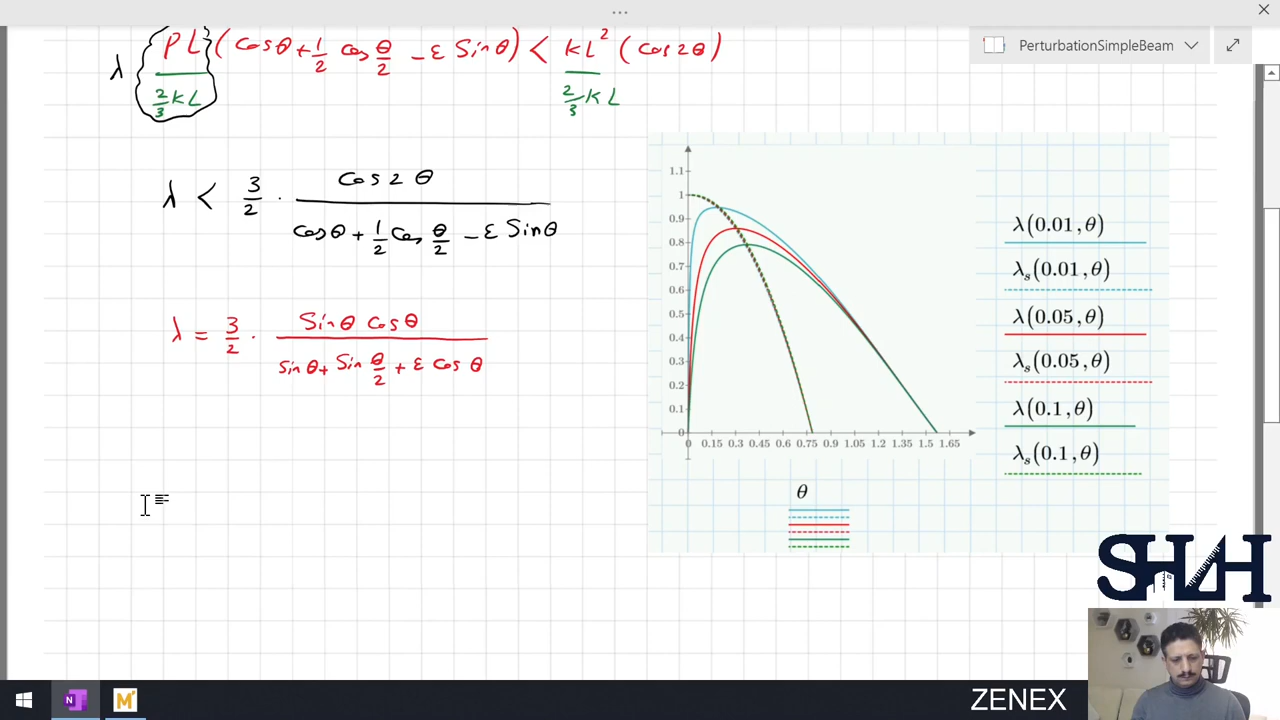 PerturbationSimpleBeam
λ PL/(2/3 kL) (cosθ + 1/2 cos θ/2 − ε Sinθ) < kL²/(2/3 kL) (cos2θ)
λ < 3/2 · cos 2θ / (cosθ + 1/2 cos θ/2 − ε Sinθ)
λ = 3/2 · Sinθ cosθ / (sinθ + Sin θ/2 + ε cosθ)
1.1
1
0.9
0.8
0.7
0.6
0.5
0.4
0.3
0.2
0.1
0
0 0.15 0.3 0.45 0.6 0.75 0.9 1.05 1.2 1.35 1.5 1.65
θ
λ(0.01,θ)
λs(0.01,θ)
λ(0.05,θ)
λs(0.05,θ)
λ(0.1,θ)
λs(0.1,θ)
SHZH
N
M
ZENEX